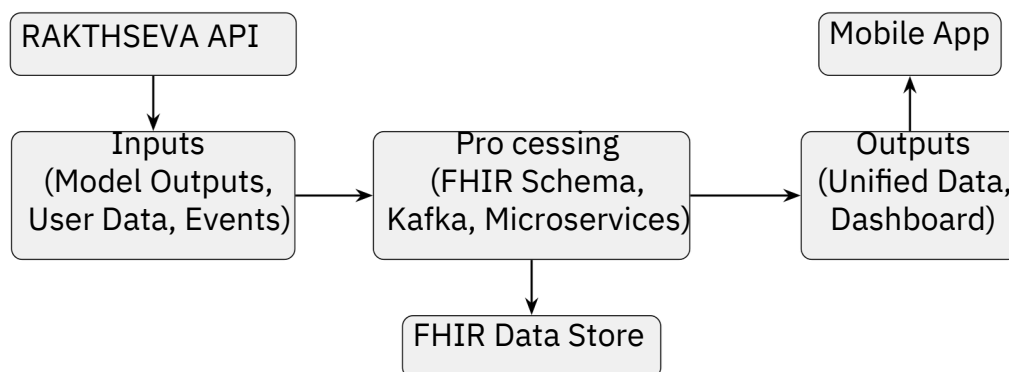 RAKTHSEVA API
Mobile App
Inputs
(Model Outputs,
User Data, Events)
Pro cessing
(FHIR Schema,
Kafka, Microservices)
Outputs
(Unified Data,
Dashboard)
FHIR Data Store